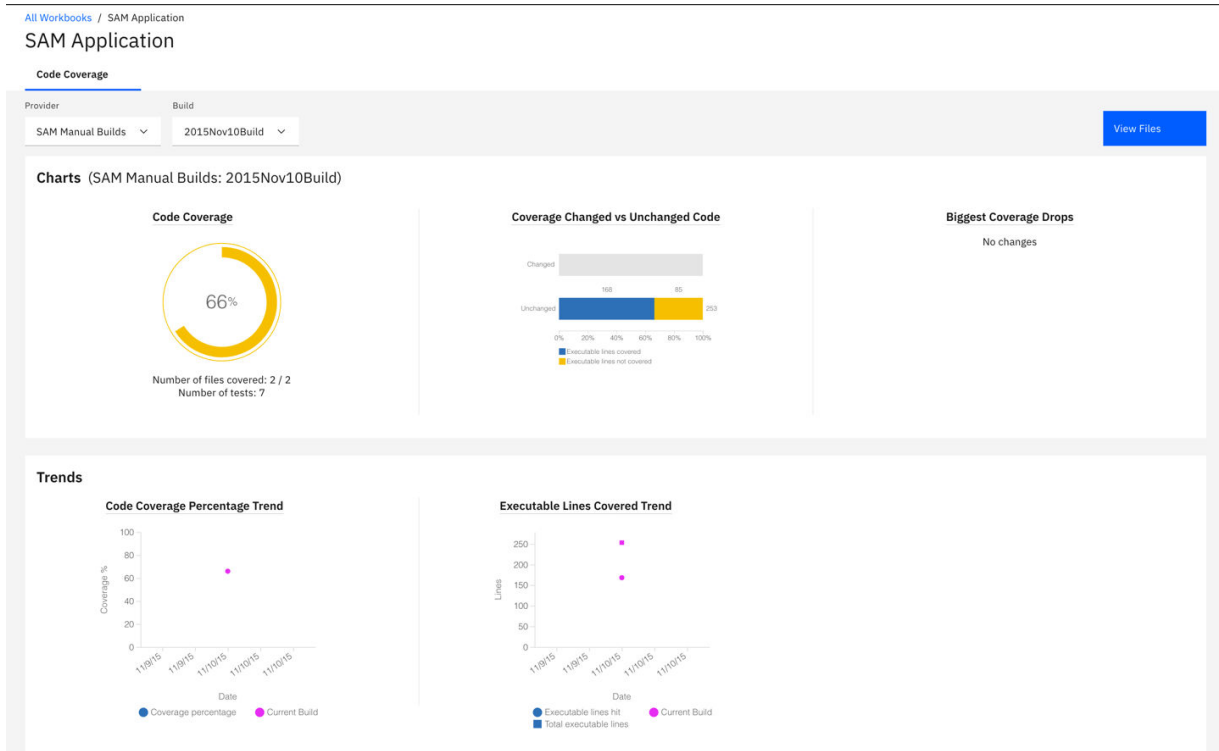 All Workbooks / SAM Application
SAM Application
Code Coverage
Provider
Build
SAM Manual Builds
2015Nov10Build
View Files
Charts (SAM Manual Builds: 2015Nov10Build)
Code Coverage
66%
Number of files covered: 2 / 2
Number of tests: 7
Coverage Changed vs Unchanged Code
Changed
168 85
Unchanged 253
0% 20% 40% 60% 80% 100%
Executable lines covered
Executable lines not covered
Biggest Coverage Drops
No changes
Trends
Code Coverage Percentage Trend
100
80
60
40
20
0
Coverage %
11/9/15 11/9/15 11/10/15 11/10/15 11/10/15
Date
Coverage percentage Current Build
Executable Lines Covered Trend
250
200
150
100
50
0
Lines
11/9/15 11/9/15 11/10/15 11/10/15 11/10/15
Date
Executable lines hit Current Build
Total executable lines